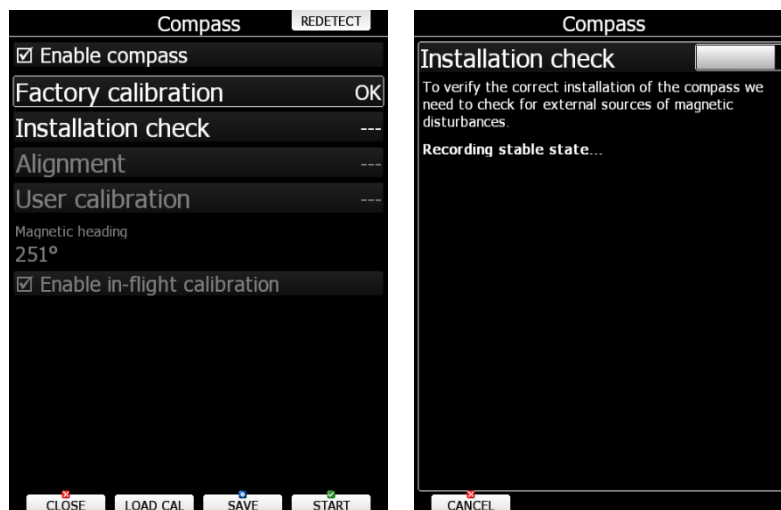 Compass
REDETECT
☑ Enable compass
Factory calibration OK
Installation check ---
Alignment ---
User calibration ---
Magnetic heading
251°
☑ Enable in-flight calibration
CLOSE LOAD CAL SAVE START
Compass
Installation check
To verify the correct installation of the compass we
need to check for external sources of magnetic
disturbances.
Recording stable state...
CANCEL